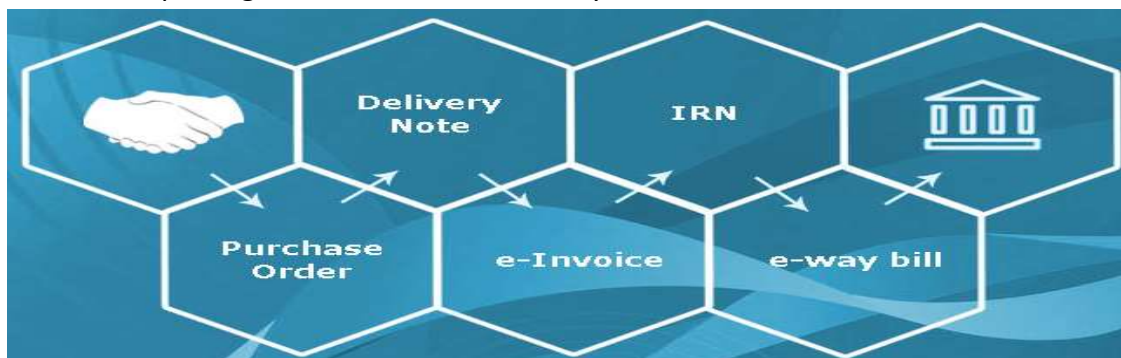 Delivery
Note
IRN
Purchase
Order
e-Invoice
e-way bill